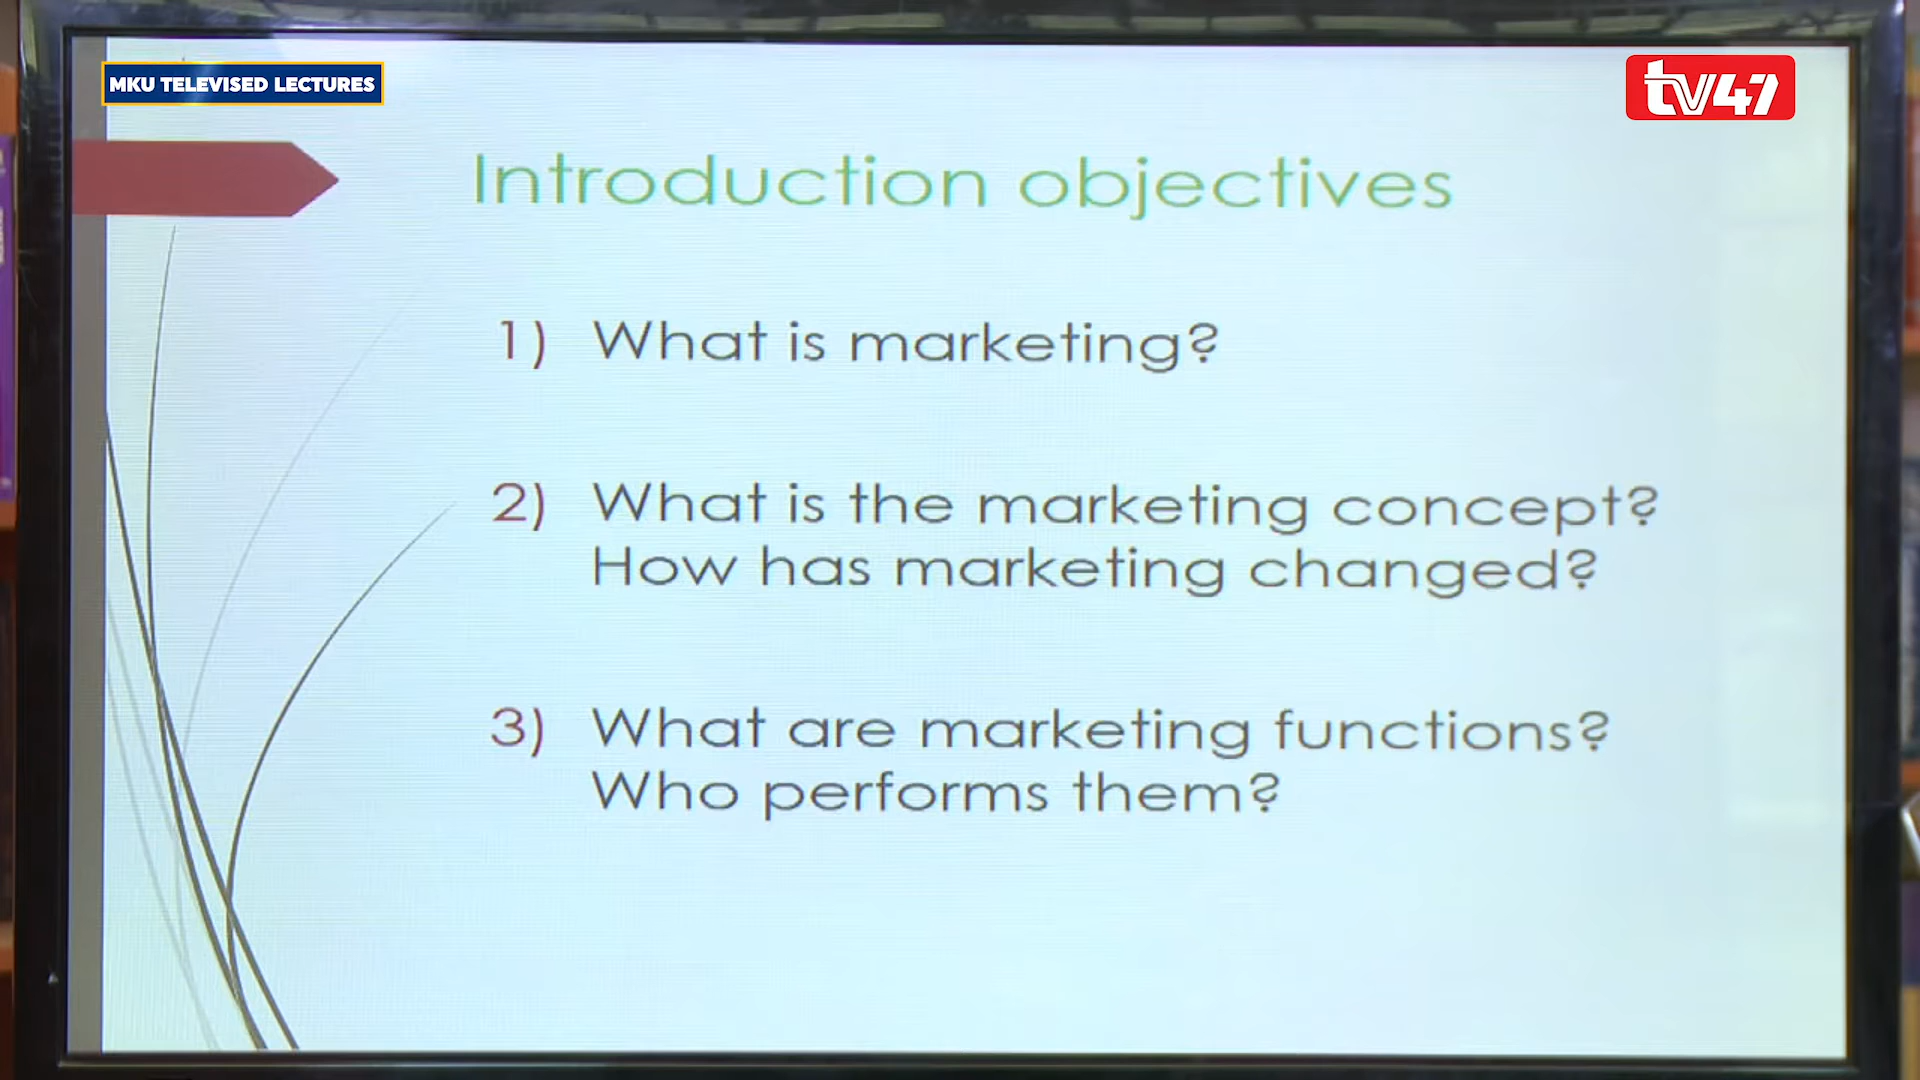 MKU TELEVISED LECTURES
tv47
Introduction objectives
1) What is marketing?
2) What is the marketing concept?
How has marketing changed?
3) What are marketing functions?
Who performs them?